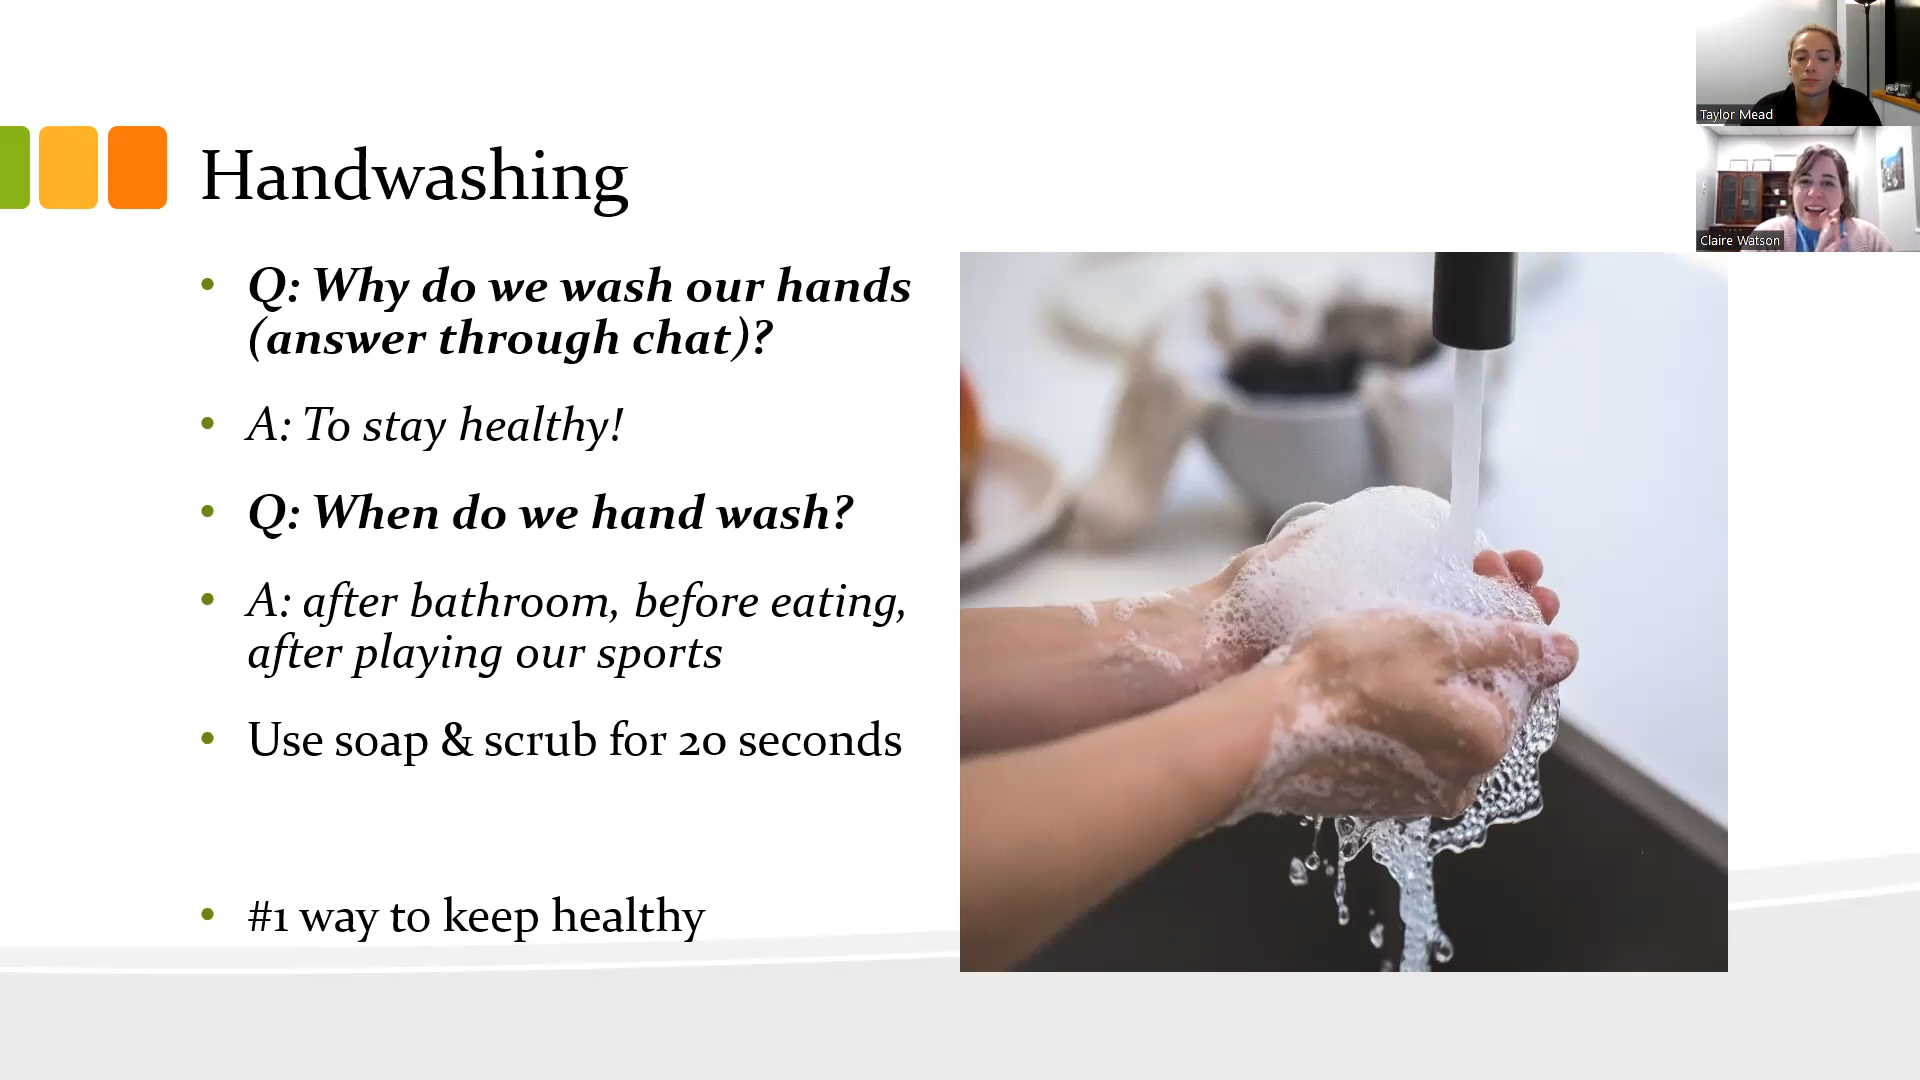 Taylor Mead
Claire Watson
Handwashing
Q: Why do we wash our hands
(answer through chat)?
A: To stay healthy!
Q: When do we hand wash?
A: after bathroom, before eating,
after playing our sports
Use soap & scrub for 20 seconds
#1 way to keep healthy